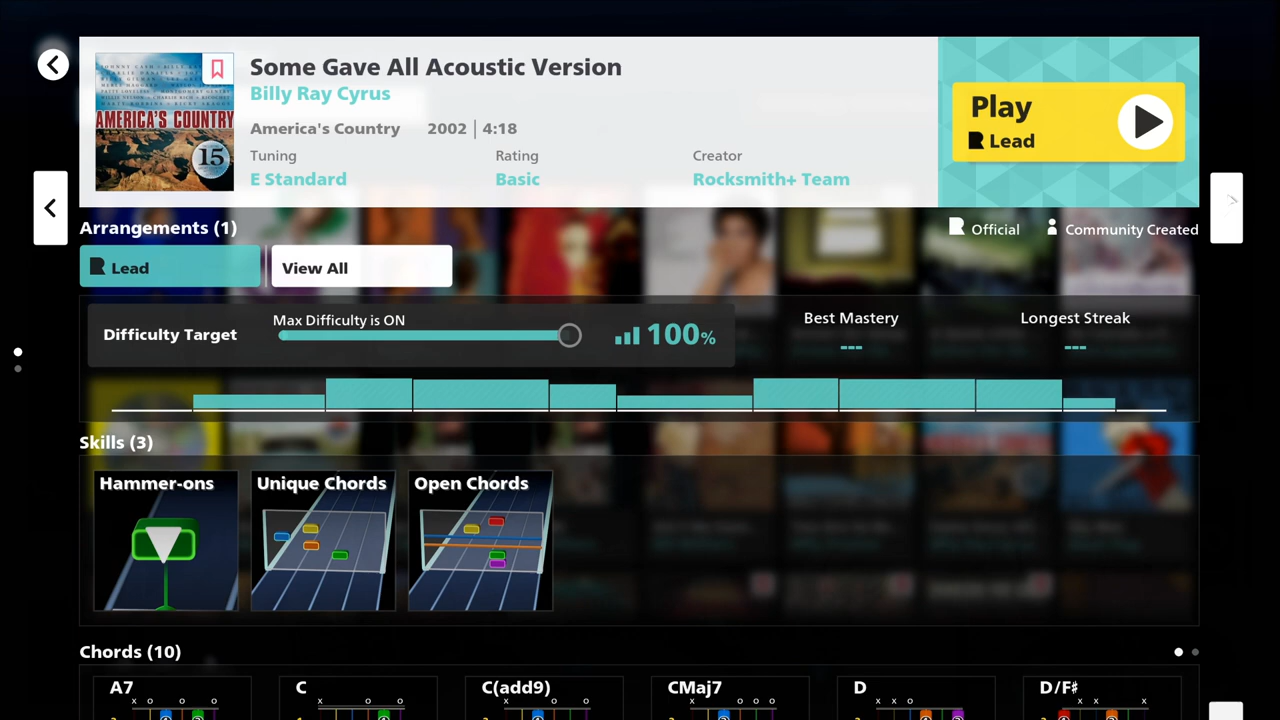 Some Gave All Acoustic Version
Billy Ray Cyrus
America's Country 2002 | 4:18
Tuning Rating Creator
E Standard Basic Rocksmith+ Team
Play
Lead
AMERICA'S COUNTRY
15
Arrangements (1)
Official Community Created
Lead View All
Difficulty Target
Max Difficulty is ON
100%
Best Mastery Longest Streak
--- ---
Skills (3)
Hammer-ons Unique Chords Open Chords
Chords (10)
A7 C C(add9) CMaj7 D D/F♯
x o o o x o o x o o x o o o x x o x x x